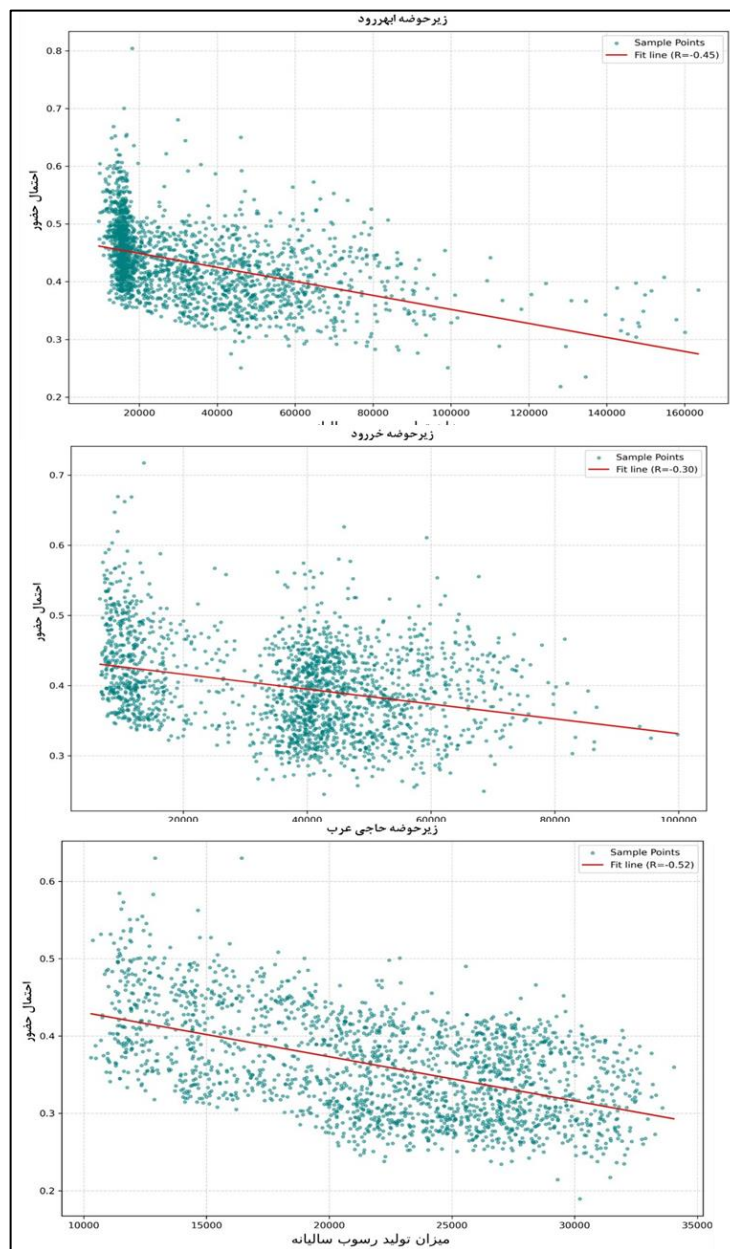 زیرحوضه ابهررود
Sample Points
Fit line (R=-0.45)
احتمال حضور
0.8
0.7
0.6
0.5
0.4
0.3
0.2
20000 40000 60000 80000 100000 120000 140000 160000
زیرحوضه خررود
Sample Points
Fit line (R=-0.30)
احتمال حضور
0.7
0.6
0.5
0.4
0.3
20000 40000 60000 80000 100000
زیرحوضه حاجی عرب
Sample Points
Fit line (R=-0.52)
احتمال حضور
0.6
0.5
0.4
0.3
0.2
10000 15000 20000 25000 30000 35000
میزان تولید رسوب سالیانه